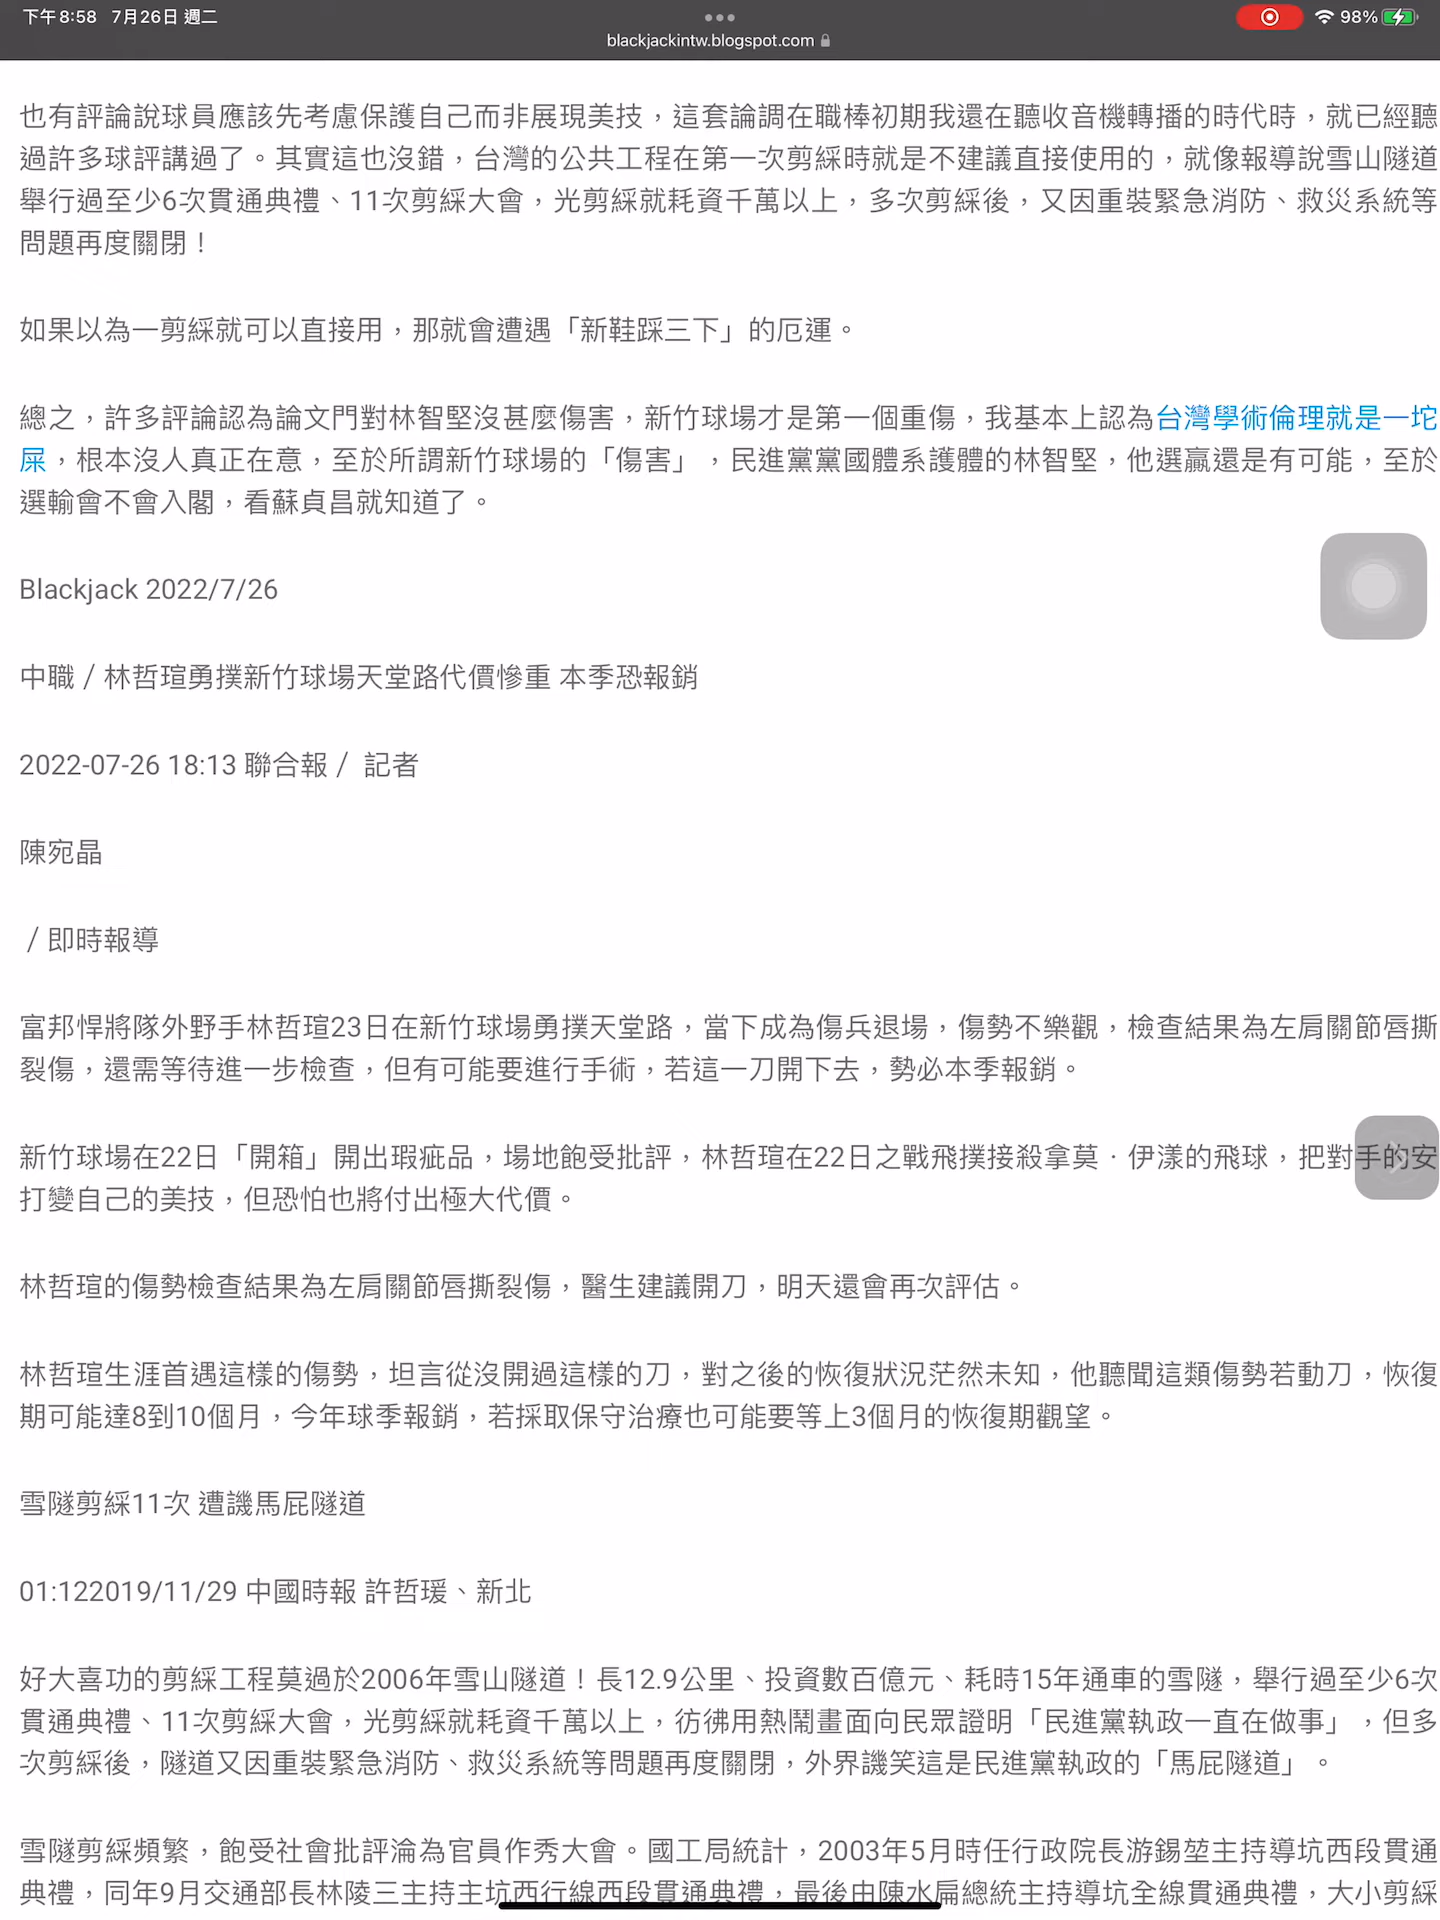 下午8:58 7月26日 週二
98%
blackjackintw.blogspot.com
也有評論說球員應該先考慮保護自己而非展現美技，這套論調在職棒初期我還在聽收音機轉播的時代時，就已經聽
過許多球評講過了。其實這也沒錯，台灣的公共工程在第一次剪綵時就是不建議直接使用的，就像報導說雪山隧道
舉行過至少6次貫通典禮、11次剪綵大會，光剪綵就耗資千萬以上，多次剪綵後，又因重裝緊急消防、救災系統等
問題再度關閉！
如果以為一剪綵就可以直接用，那就會遭遇「新鞋踩三下」的厄運。
總之，許多評論認為論文門對林智堅沒甚麼傷害，新竹球場才是第一個重傷，我基本上認為台灣學術倫理就是一坨
屎，根本沒人真正在意，至於所謂新竹球場的「傷害」，民進黨黨國體系護體的林智堅，他選贏還是有可能，至於
選輸會不會入閣，看蘇貞昌就知道了。
Blackjack 2022/7/26
中職 / 林哲瑄勇撲新竹球場天堂路代價慘重 本季恐報銷
2022-07-26 18:13 聯合報 / 記者
陳宛晶
/ 即時報導
富邦悍將隊外野手林哲瑄23日在新竹球場勇撲天堂路，當下成為傷兵退場，傷勢不樂觀，檢查結果為左肩關節唇撕
裂傷，還需等待進一步檢查，但有可能要進行手術，若這一刀開下去，勢必本季報銷。
新竹球場在22日「開箱」開出瑕疵品，場地飽受批評，林哲瑄在22日之戰飛撲接殺拿莫．伊漾的飛球，把對手的安
打變自己的美技，但恐怕也將付出極大代價。
林哲瑄的傷勢檢查結果為左肩關節唇撕裂傷，醫生建議開刀，明天還會再次評估。
林哲瑄生涯首遇這樣的傷勢，坦言從沒開過這樣的刀，對之後的恢復狀況茫然未知，他聽聞這類傷勢若動刀，恢復
期可能達8到10個月，今年球季報銷，若採取保守治療也可能要等上3個月的恢復期觀望。
雪隧剪綵11次 遭譏馬屁隧道
01:122019/11/29 中國時報 許哲瑗、新北
好大喜功的剪綵工程莫過於2006年雪山隧道！長12.9公里、投資數百億元、耗時15年通車的雪隧，舉行過至少6次
貫通典禮、11次剪綵大會，光剪綵就耗資千萬以上，彷彿用熱鬧畫面向民眾證明「民進黨執政一直在做事」，但多
次剪綵後，隧道又因重裝緊急消防、救災系統等問題再度關閉，外界譏笑這是民進黨執政的「馬屁隧道」。
雪隧剪綵頻繁，飽受社會批評淪為官員作秀大會。國工局統計，2003年5月時任行政院長游錫堃主持導坑西段貫通
典禮，同年9月交通部長林陵三主持主坑西行線西段貫通典禮，最後由陳水扁總統主持導坑全線貫通典禮，大小剪綵